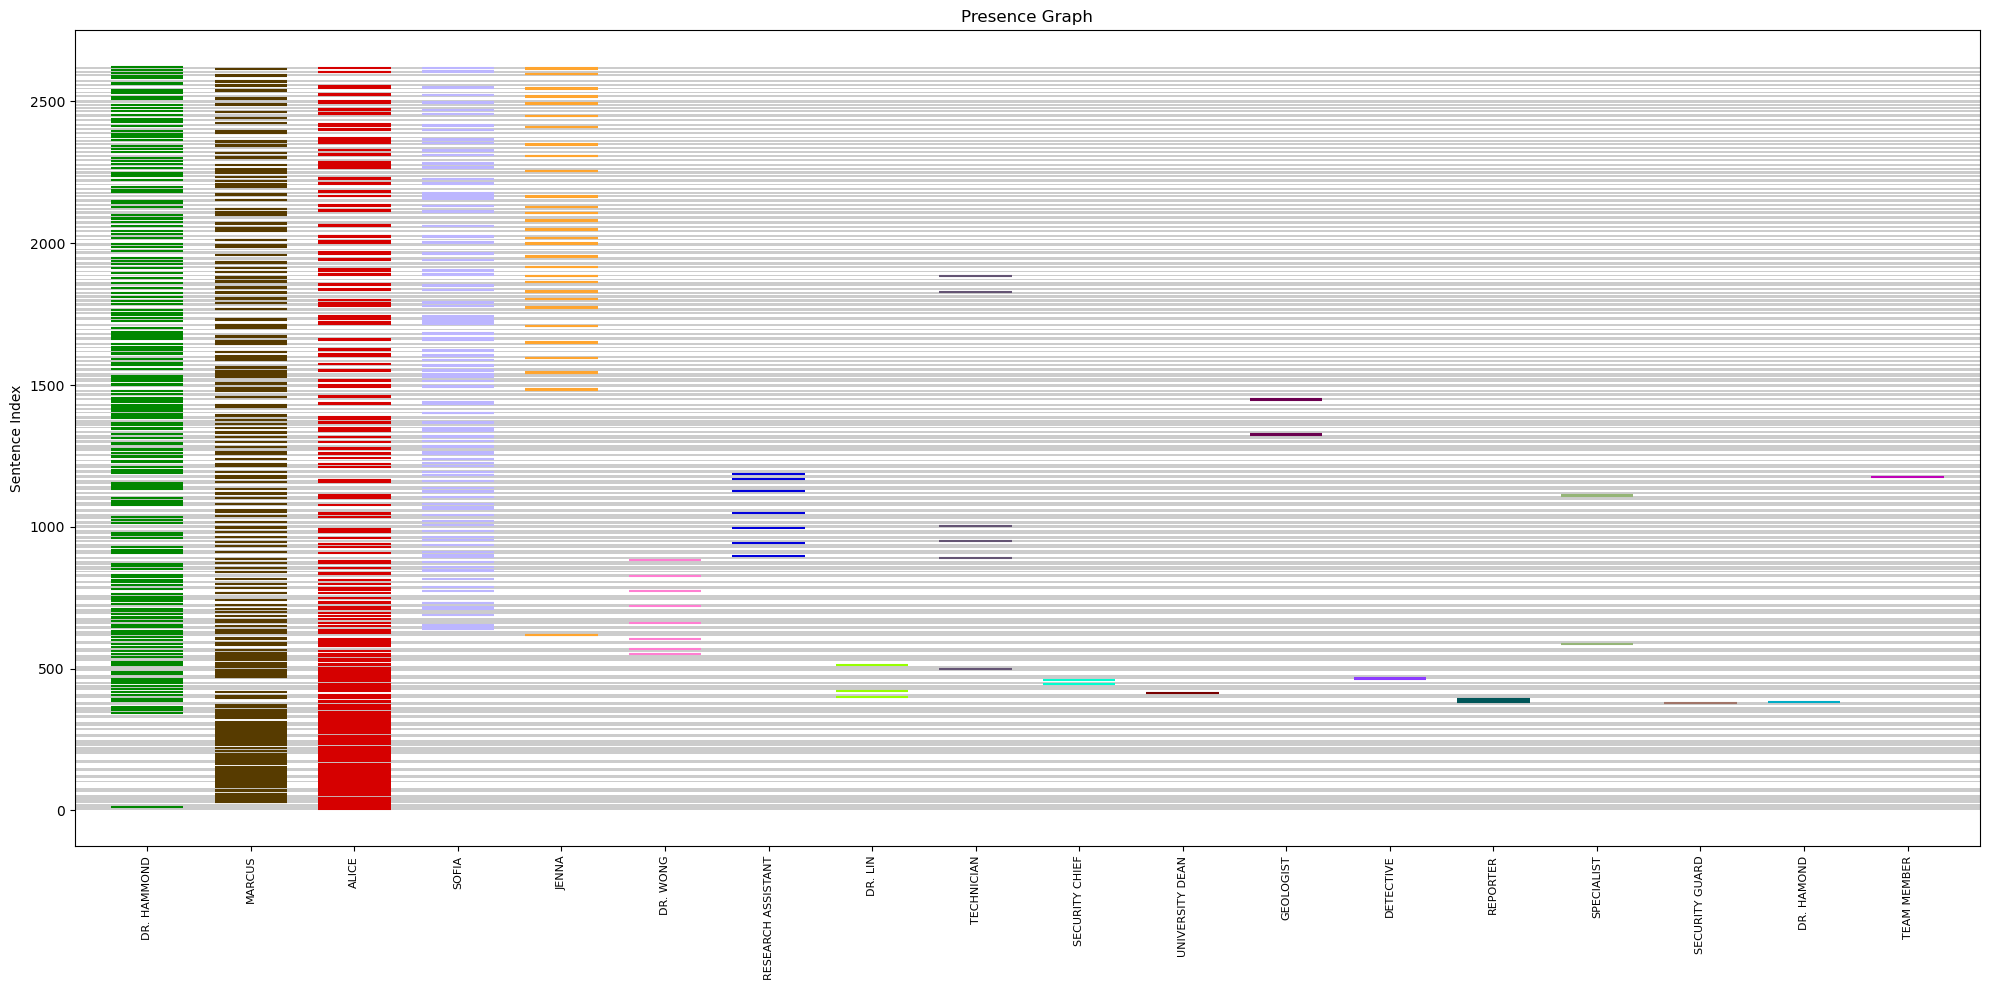 Presence Graph
Sentence Index
2500
2000
1500
1000
500
0
DR. HAMMOND
MARCUS
ALICE
SOFIA
JENNA
DR. WONG
RESEARCH ASSISTANT
DR. LIN
TECHNICIAN
SECURITY CHIEF
UNIVERSITY DEAN
GEOLOGIST
DETECTIVE
REPORTER
SPECIALIST
SECURITY GUARD
DR. HAMOND
TEAM MEMBER